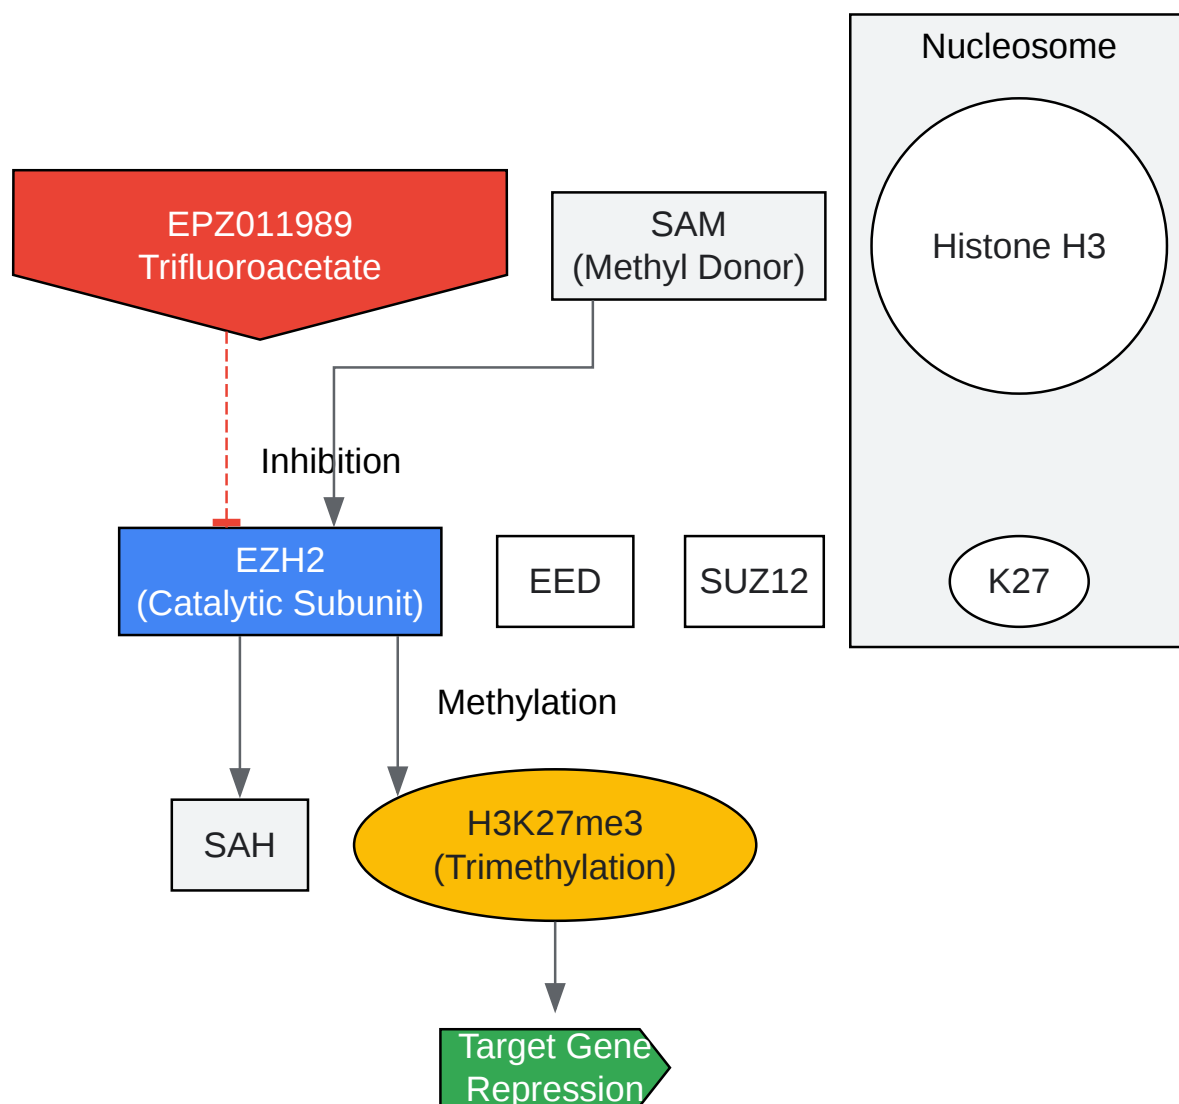 Nucleosome
EPZ011989
Trifluoroacetate
SAM
(Methyl Donor)
Histone H3
Inhibition
EZH2
(Catalytic Subunit)
EED
SUZ12
K27
Methylation
SAH
H3K27me3
(Trimethylation)
Target Gene
Repression